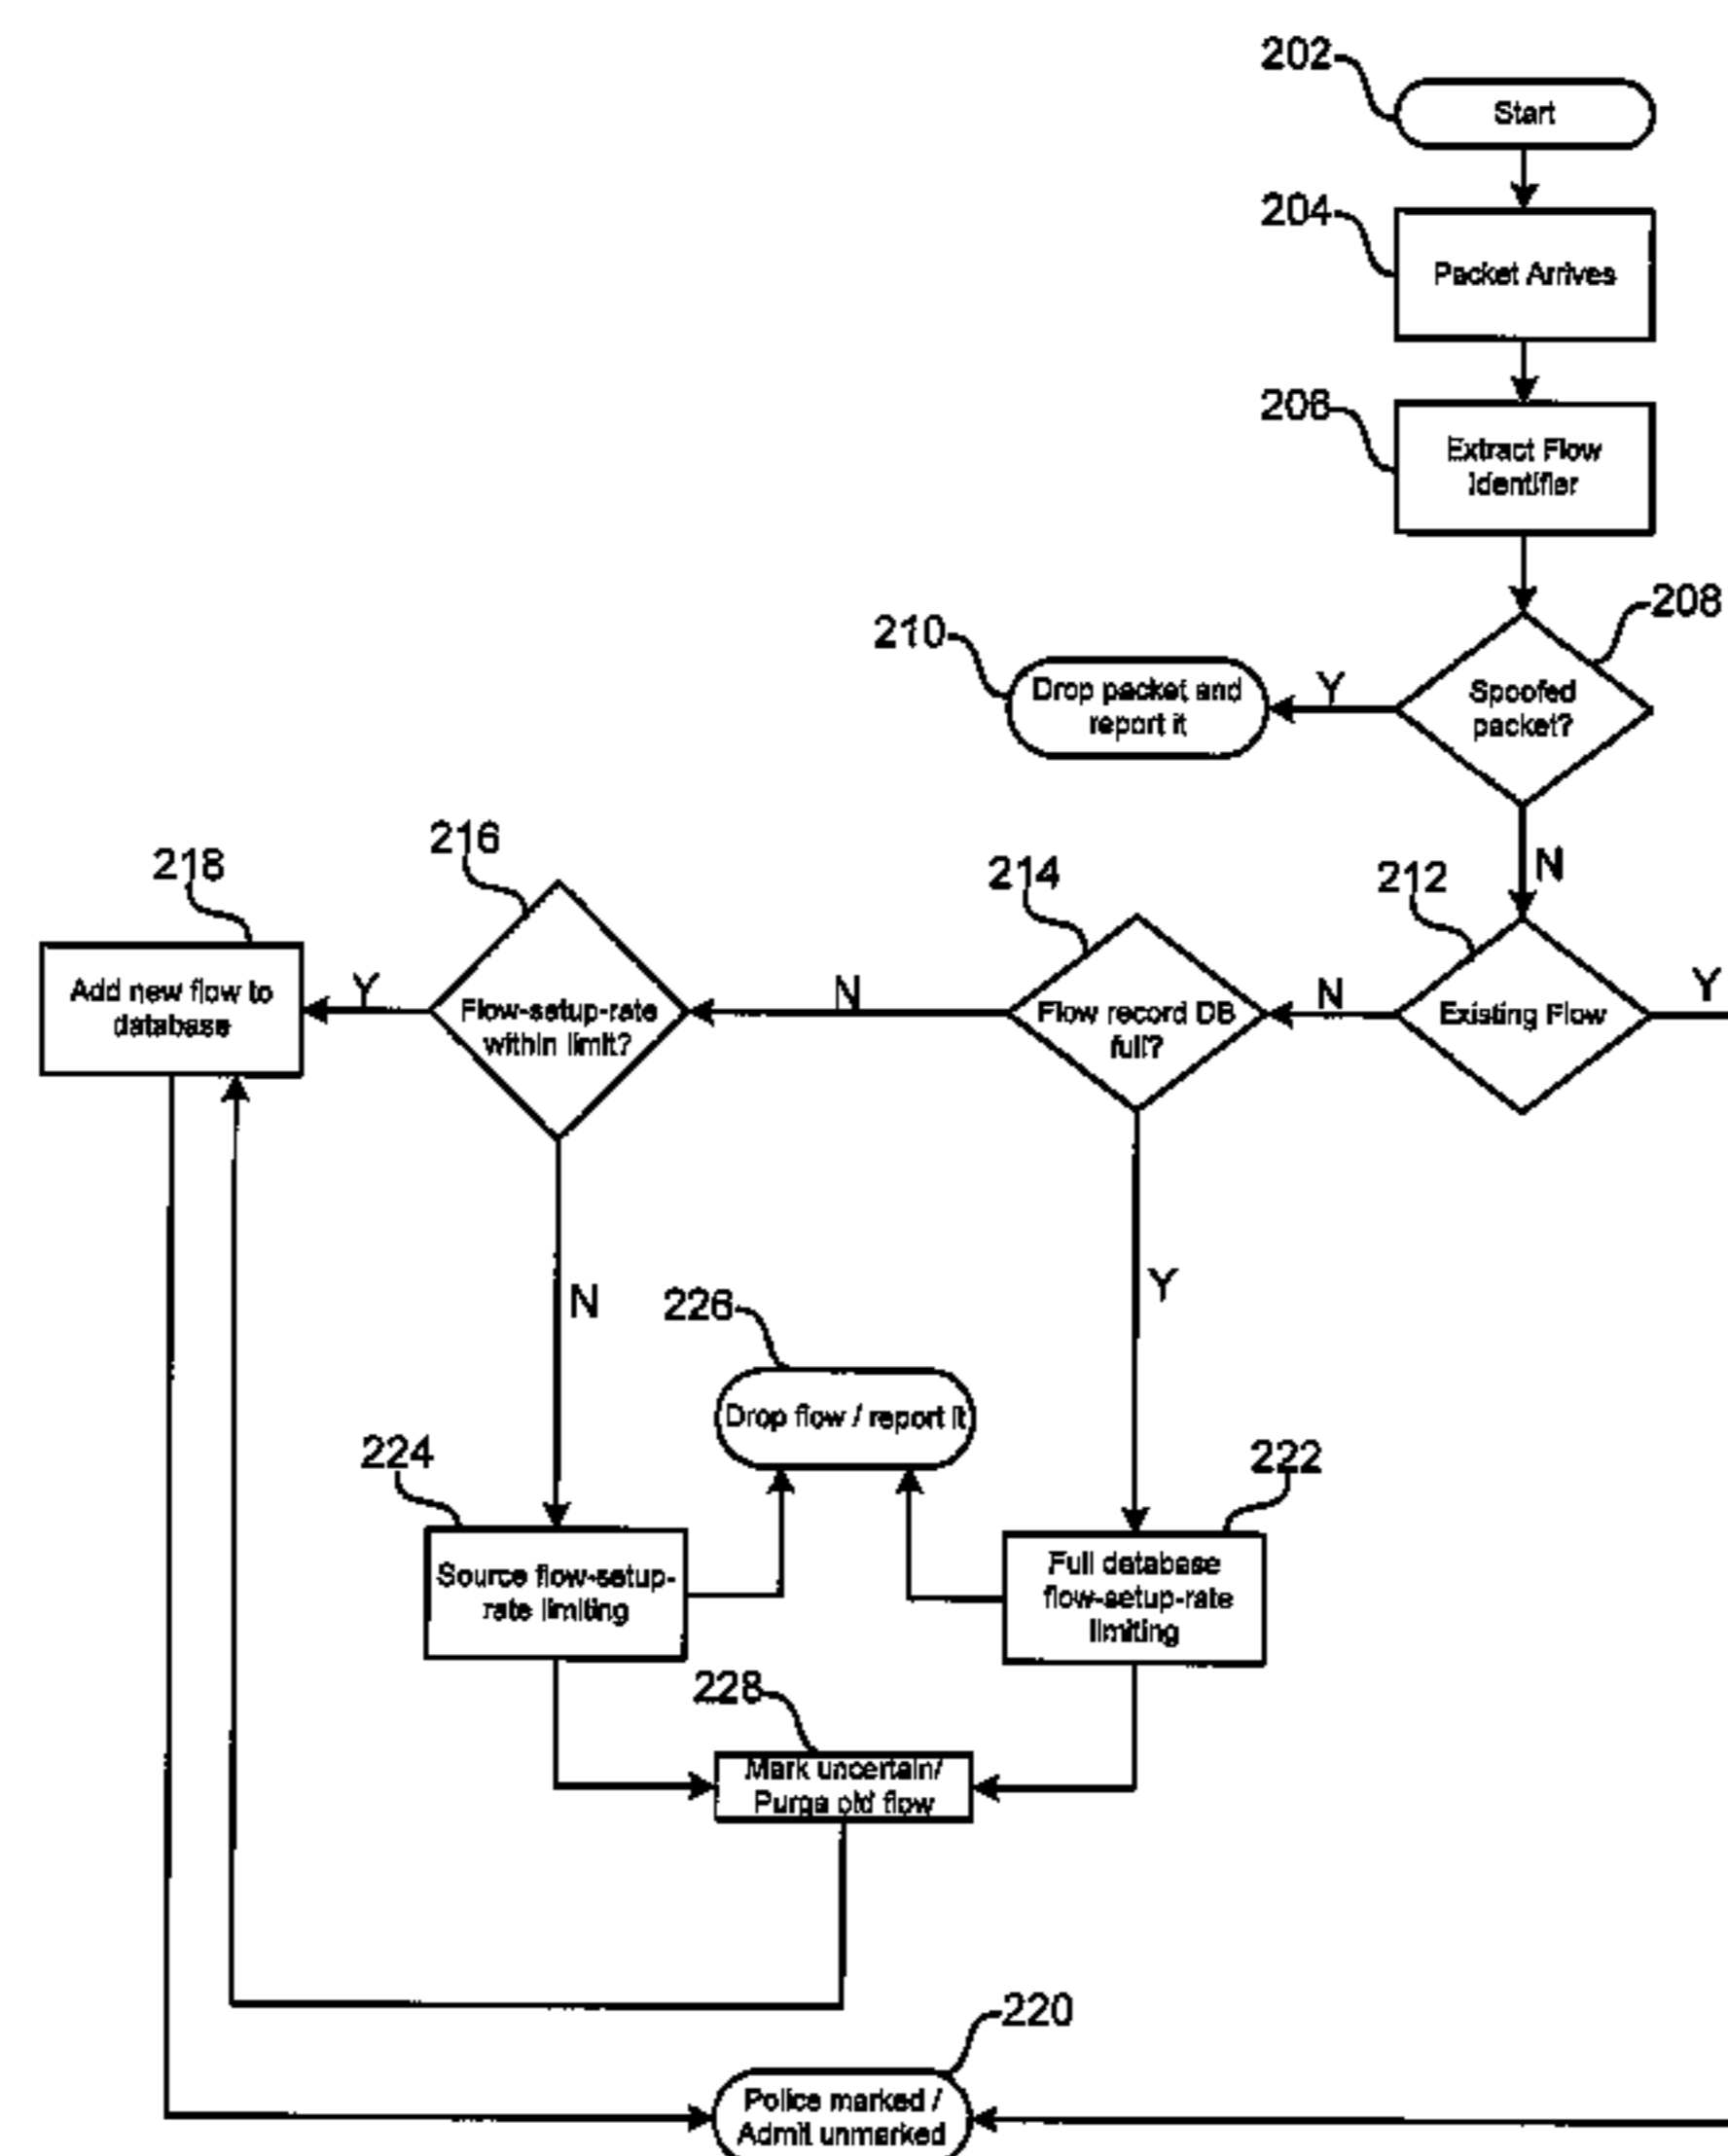 202
Start
204
Packet Arrives
206
Extract Flow
Identifier
208
210
Drop packet and
report it
Y
Spoofed
packet?
N
216
218
214
212
Add new flow to
database
Y
Flow-setup-rate
within limit?
N
Flow record DB
full?
N
Existing Flow
Y
N
Y
226
Drop flow / report it
224
222
Source flow-setup-
rate limiting
Full database
flow-setup-rate
limiting
228
Mark uncertain/
Purge old flow
220
Police marked /
Admit unmarked